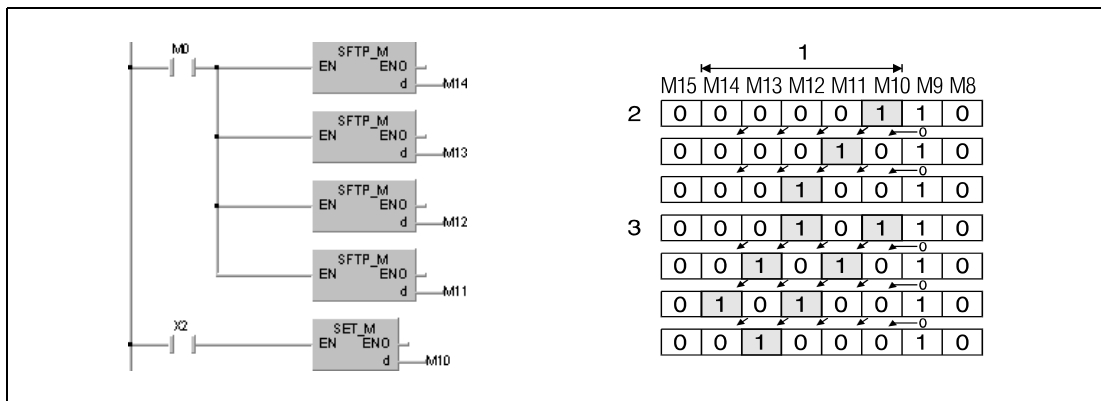 M0
SFTP_M
EN ENO
d M14
SFTP_M
EN ENO
d M13
SFTP_M
EN ENO
d M12
SFTP_M
EN ENO
d M11
X2
SET_M
EN ENO
d M10
1
M15 M14 M13 M12 M11 M10 M9 M8
2 0 0 0 0 0 1 1 0
0
0 0 0 0 1 0 1 0
0
0 0 0 1 0 0 1 0
3 0 0 0 1 0 1 1 0
0
0 0 1 0 1 0 1 0
0
0 1 0 1 0 0 1 0
0
0 0 1 0 0 0 1 0